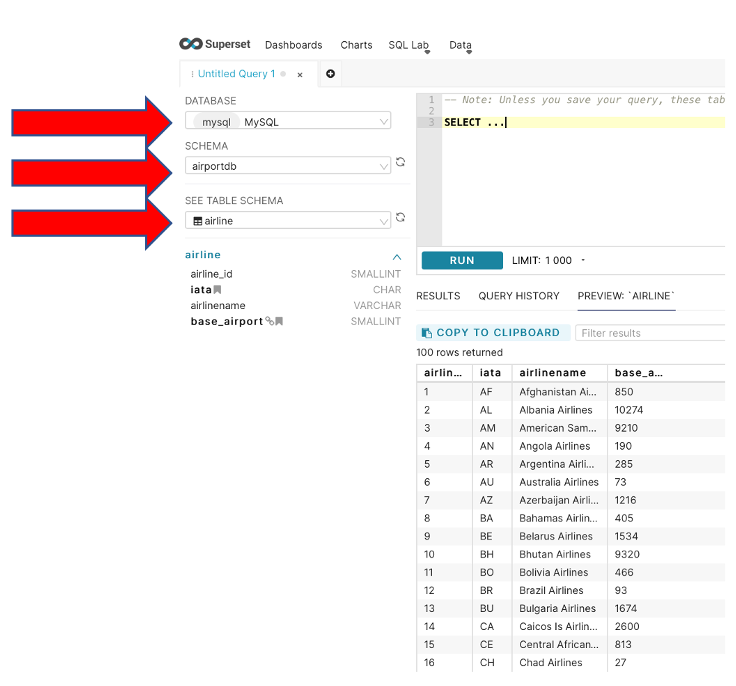 Superset Dashboards Charts SQL Lab Data
Untitled Query 1 x
DATABASE
mysql MySQL
SCHEMA
airportdb
SEE TABLE SCHEMA
airline
airline
airline_id SMALLINT
iata CHAR
airlinename VARCHAR
base_airport SMALLINT
1 -- Note: Unless you save your query, these tab
2
3 SELECT ...
RUN LIMIT: 1 000
RESULTS QUERY HISTORY PREVIEW: `AIRLINE`
COPY TO CLIPBOARD Filter results
100 rows returned
airlin... iata airlinename base_a...
1 AF Afghanistan Ai... 850
2 AL Albania Airlines 10274
3 AM American Sam... 9210
4 AN Angola Airlines 190
5 AR Argentina Airli... 285
6 AU Australia Airlines 73
7 AZ Azerbaijan Airli... 1216
8 BA Bahamas Airlin... 405
9 BE Belarus Airlines 1534
10 BH Bhutan Airlines 9320
11 BO Bolivia Airlines 466
12 BR Brazil Airlines 93
13 BU Bulgaria Airlines 1674
14 CA Caicos Is Airlin... 2600
15 CE Central African... 813
16 CH Chad Airlines 27